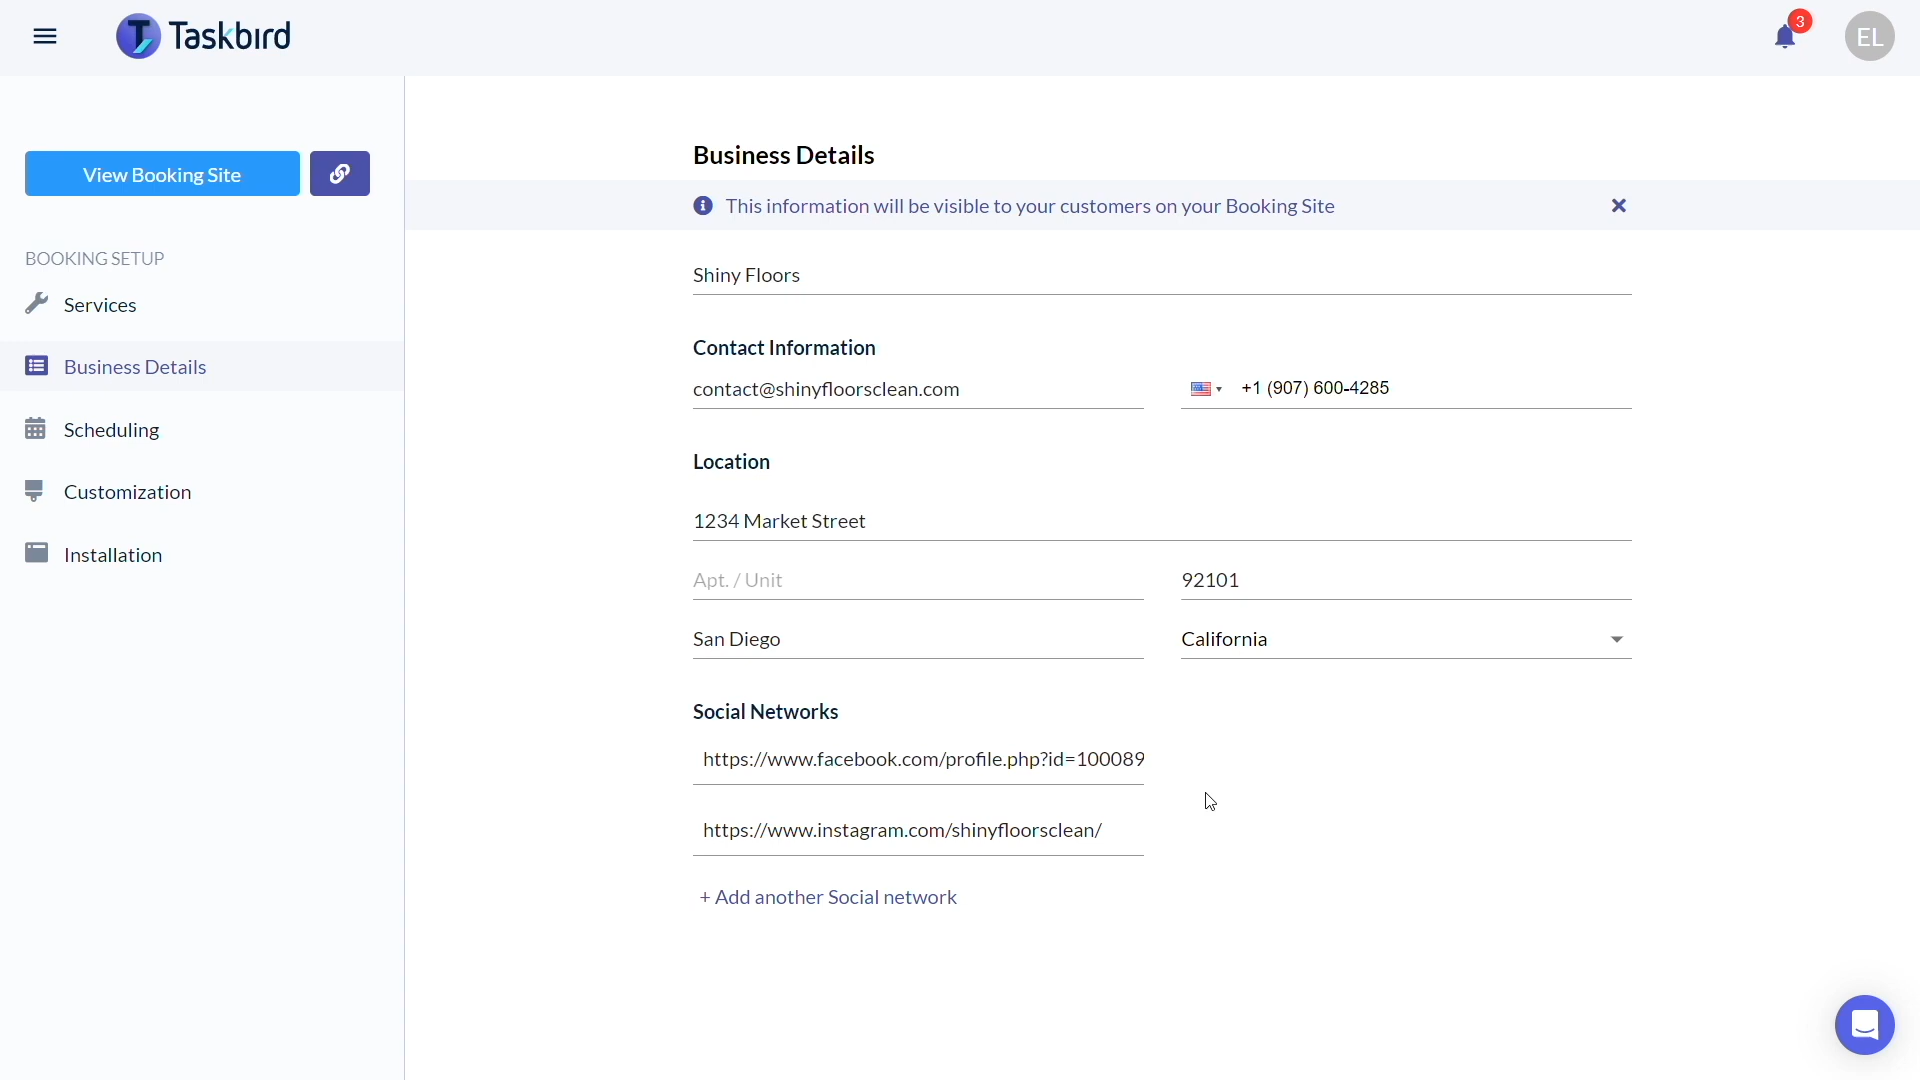 Taskbird
3
EL
View Booking Site
BOOKING SETUP
Services
Business Details
Scheduling
Customization
Installation
Business Details
This information will be visible to your customers on your Booking Site
Shiny Floors
Contact Information
contact@shinyfloorsclean.com
+1 (907) 600-4285
Location
1234 Market Street
Apt. / Unit
92101
San Diego
California
Social Networks
https://www.facebook.com/profile.php?id=100089
https://www.instagram.com/shinyfloorsclean/
+ Add another Social network